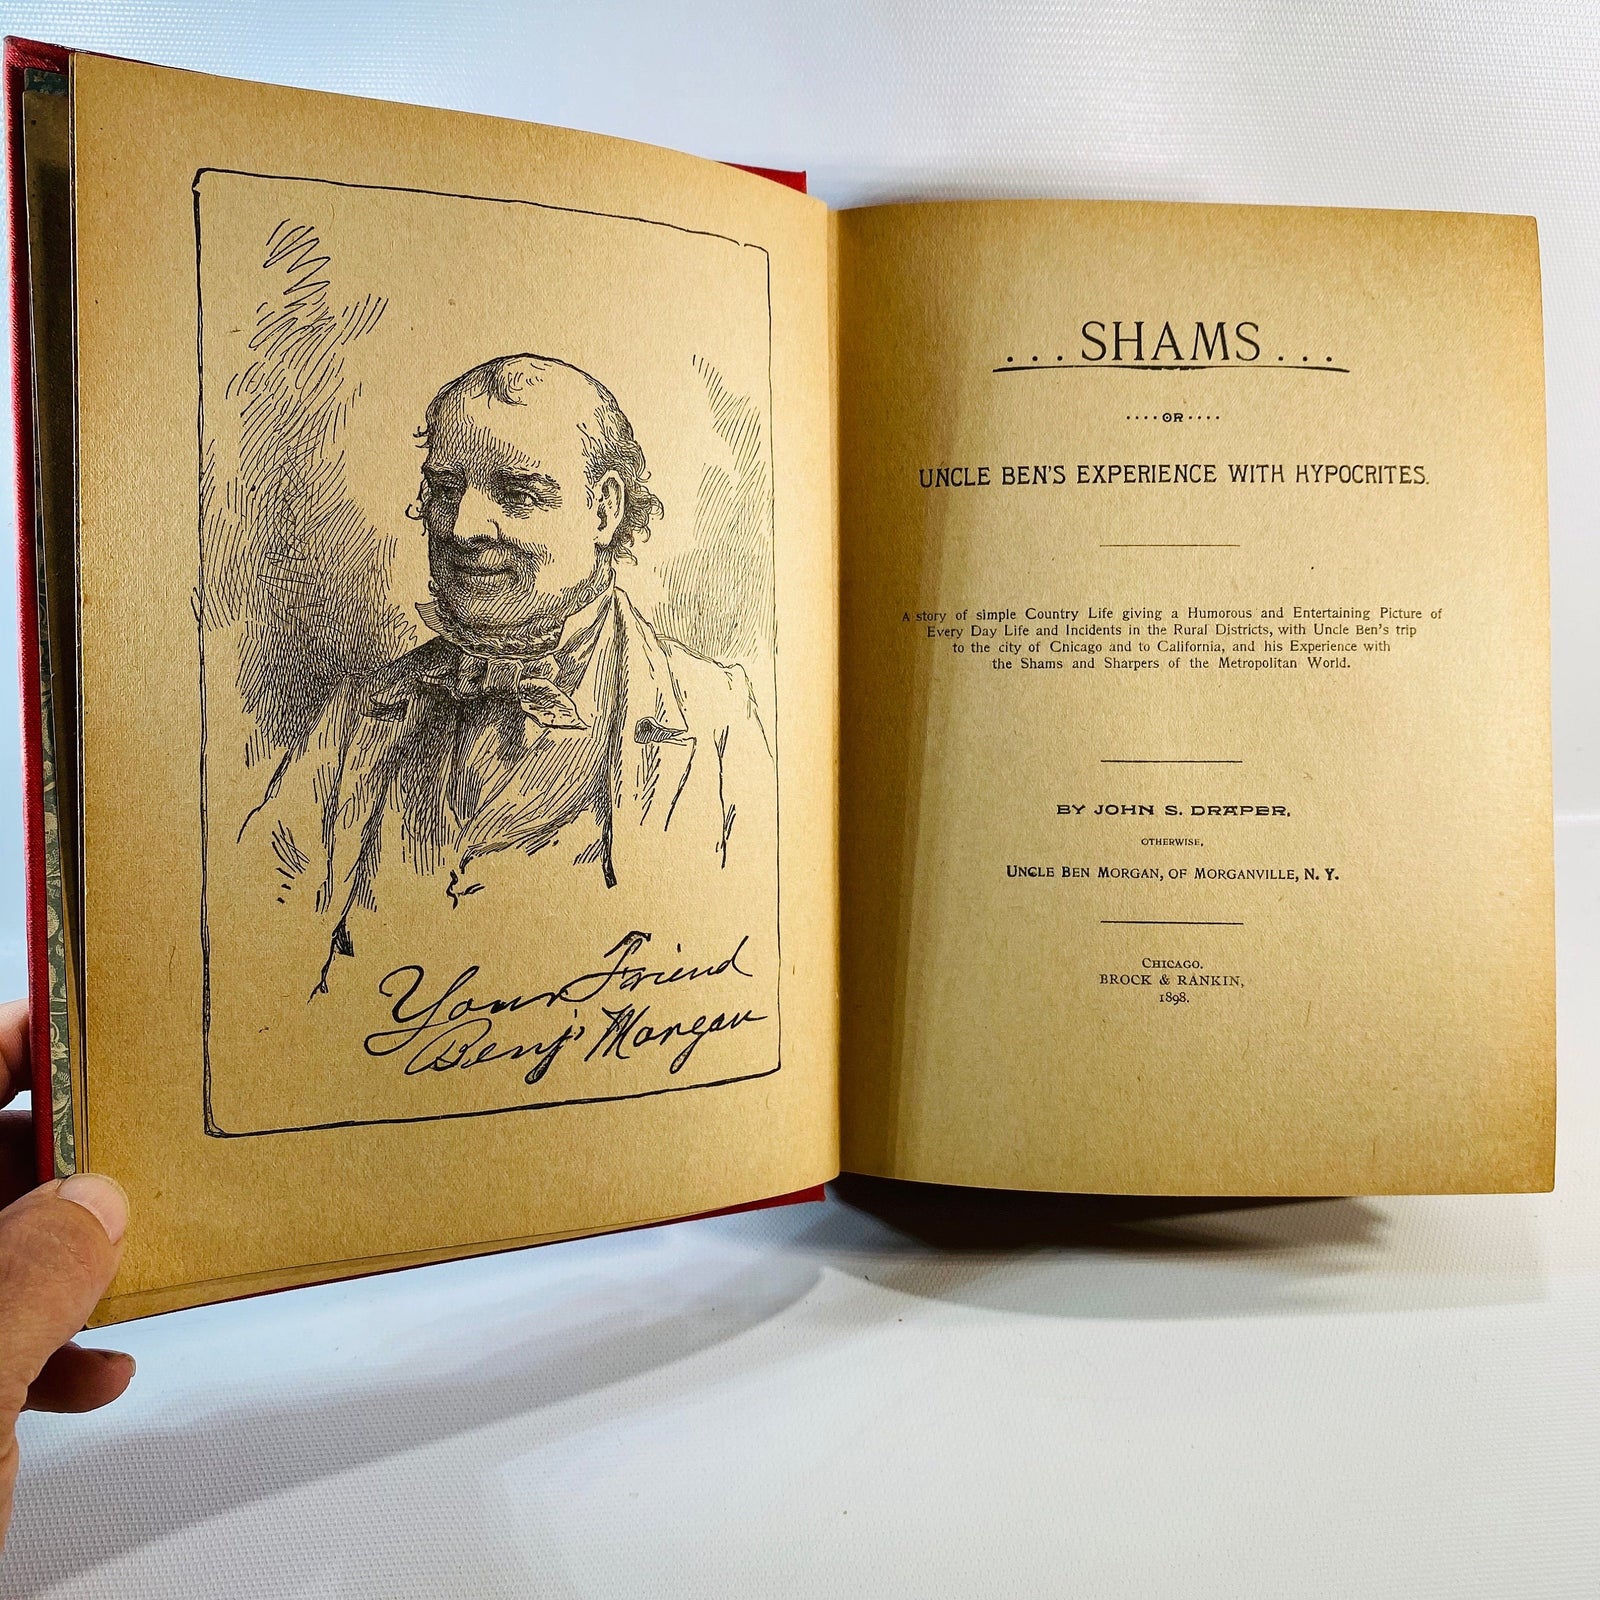 Your Friend
Benj' Morgan
...SHAMS...
....OR....
UNCLE BEN'S EXPERIENCE WITH HYPOCRITES.
A story of simple Country Life giving a Humorous and Entertaining Picture of
Every Day Life and Incidents in the Rural Districts, with Uncle Ben's trip
to the city of Chicago and to California, and his Experience with
the Shams and Sharpers of the Metropolitan World.
BY JOHN S. DRAPER,
OTHERWISE,
UNCLE BEN MORGAN, OF MORGANVILLE, N. Y.
CHICAGO.
BROCK & RANKIN,
1898.